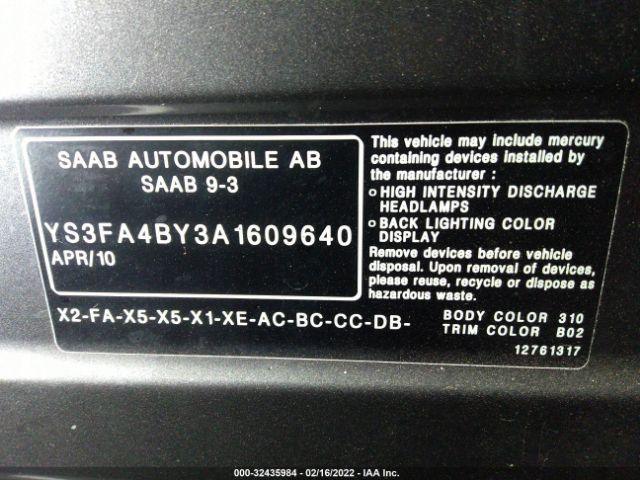 SAAB AUTOMOBILE AB
SAAB 9-3
YS3FA4BY3A1609640
APR/10
This vehicle may include mercury
containing devices installed by
the manufacturer :
o HIGH INTENSITY DISCHARGE
HEADLAMPS
o BACK LIGHTING COLOR
DISPLAY
Remove devices before vehicle
disposal. Upon removal of devices,
please reuse, recycle or dispose as
hazardous waste.
X2-FA-X5-X5-X1-XE-AC-BC-CC-DB-
BODY COLOR 310
TRIM COLOR B02
12761317
000-32435984 - 02/16/2022 - IAA Inc.